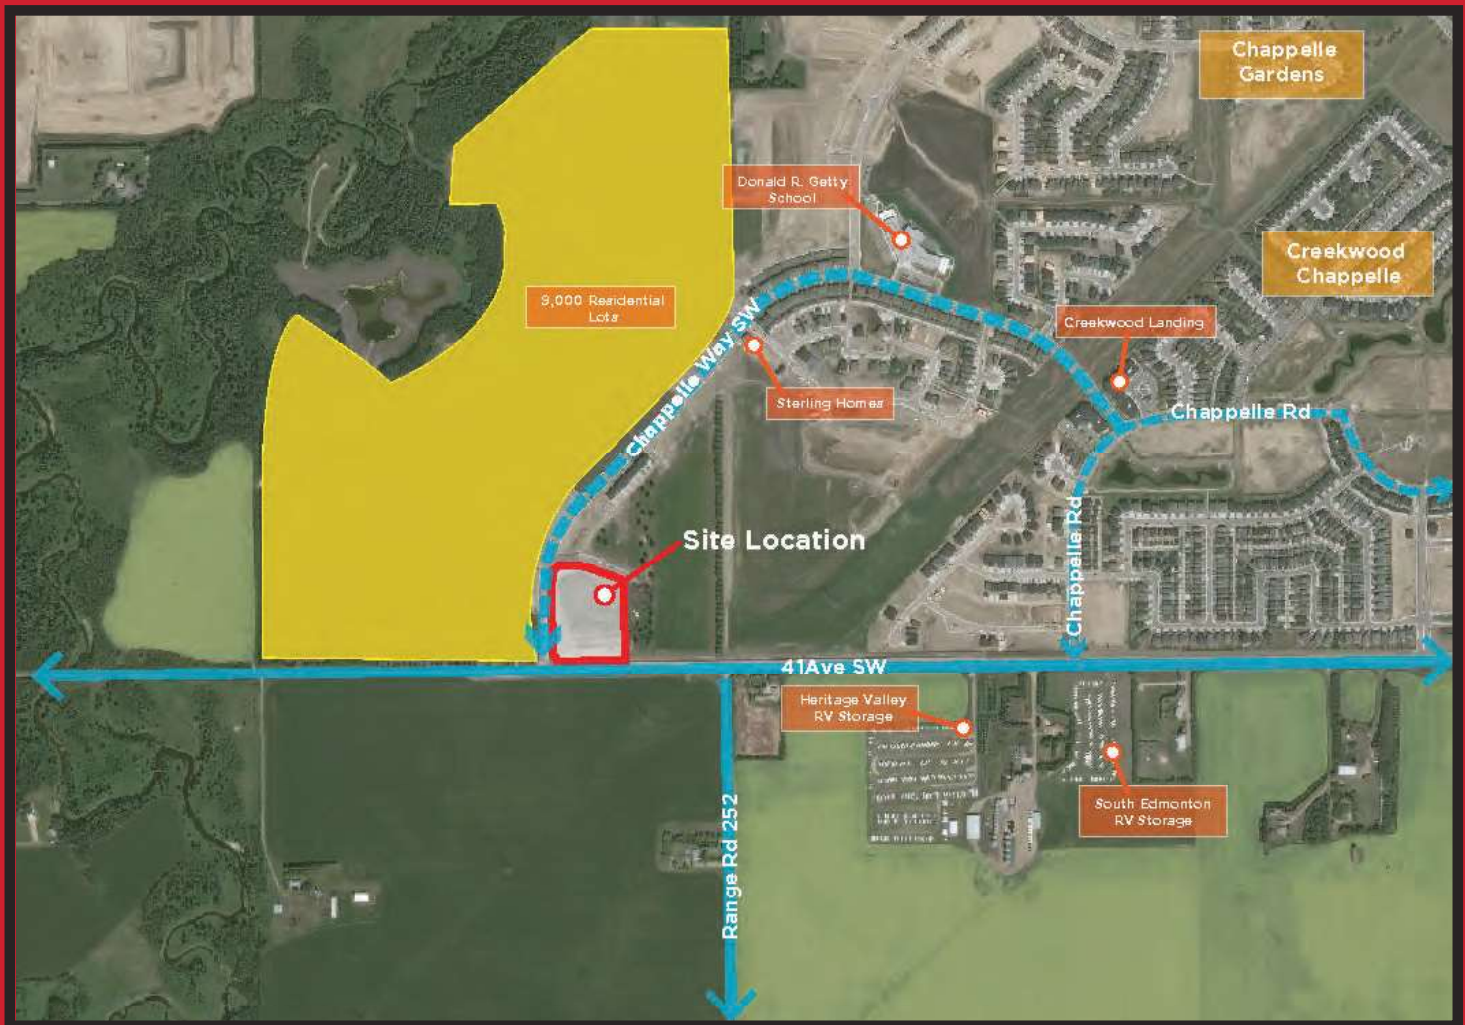 Chappelle
Gardens
Donald R. Getty
School
Creekwood
Chappelle
9,000 Residential
Lots
Creekwood Landing
Chappelle Way SW
Sterling Homes
Chappelle Rd
Site Location
Chappelle Rd
41Ave SW
Heritage Valley
RV Storage
South Edmonton
RV Storage
Range Rd 252